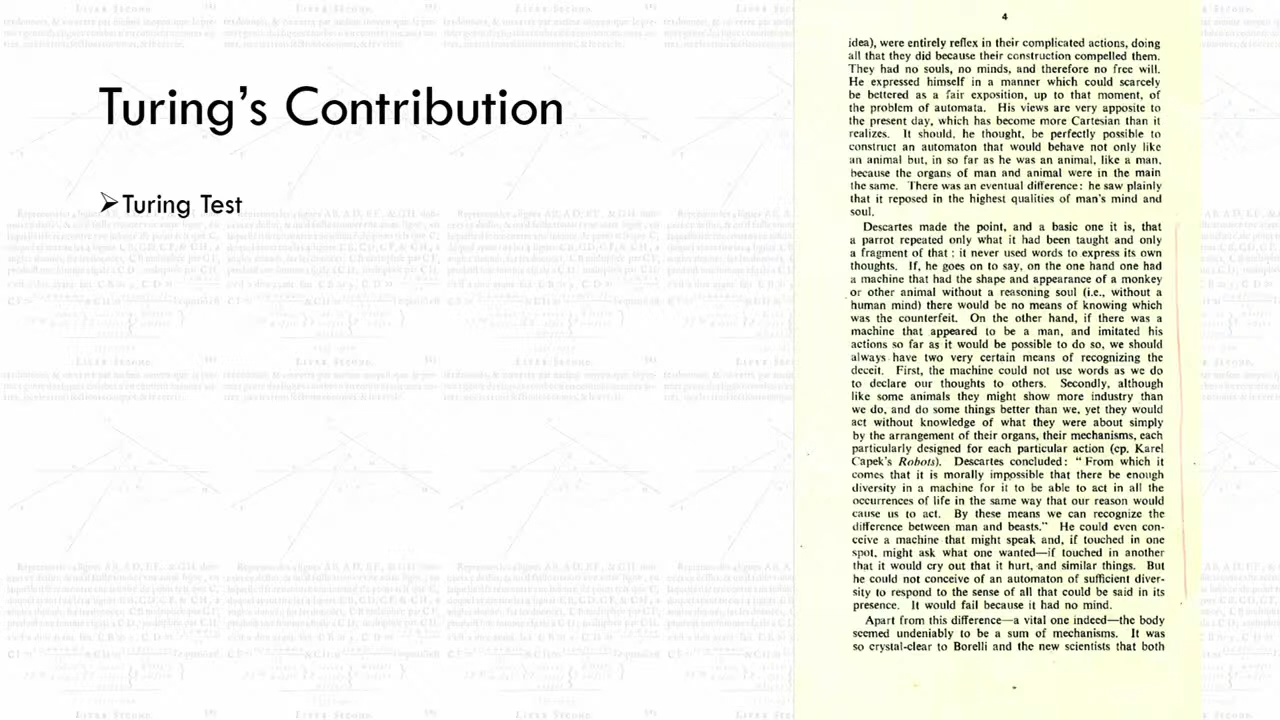 Turing's Contribution
➢Turing Test
4
idea), were entirely reflex in their complicated actions, doing
all that they did because their construction compelled them.
They had no souls, no minds, and therefore no free will.
He expressed himself in a manner which could scarcely
be bettered as a fair exposition, up to that moment, of
the problem of automata. His views are very apposite to
the present day, which has become more Cartesian than it
realizes. It should, he thought, be perfectly possible to
construct an automaton that would behave not only like
an animal but, in so far as he was an animal, like a man,
because the organs of man and animal were in the main
the same. There was an eventual difference: he saw plainly
that it reposed in the highest qualities of man's mind and
soul.
Descartes made the point, and a basic one it is, that
a parrot repeated only what it had been taught and only
a fragment of that; it never used words to express its own
thoughts. If, he goes on to say, on the one hand one had
a machine that had the shape and appearance of a monkey
or other animal without a reasoning soul (i.e., without a
human mind) there would be no means of knowing which
was the counterfeit. On the other hand, if there was a
machine that appeared to be a man, and imitated his
actions so far as it would be possible to do so, we should
always have two very certain means of recognizing the
deceit. First, the machine could not use words as we do
to declare our thoughts to others. Secondly, although
like some animals they might show more industry than
we do, and do some things better than we, yet they would
act without knowledge of what they were about simply
by the arrangement of their organs, their mechanisms, each
particularly designed for each particular action (cp. Karel
Capek's Robots). Descartes concluded: "From which it
comes that it is morally impossible that there be enough
diversity in a machine for it to be able to act in all the
occurrences of life in the same way that our reason would
cause us to act. By these means we can recognize the
difference between man and beasts." He could even con-
ceive a machine that might speak and, if touched in one
spot, might ask what one wanted—if touched in another
that it would cry out that it hurt, and similar things. But
he could not conceive of an automaton of sufficient diver-
sity to respond to the sense of all that could be said in its
presence. It would fail because it had no mind.
Apart from this difference—a vital one indeed—the body
seemed undeniably to be a sum of mechanisms. It was
so crystal-clear to Borelli and the new scientists that both